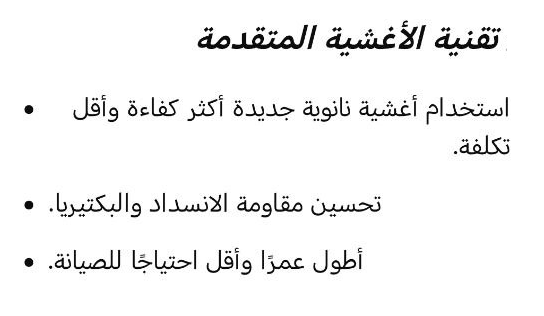 تقنية الأغشية المتقدمة
• استخدام أغشية نانوية جديدة أكثر كفاءة وأقل
تكلفة.
• تحسين مقاومة الانسداد والبكتيريا.
• أطول عمرًا وأقل احتياجًا للصيانة.